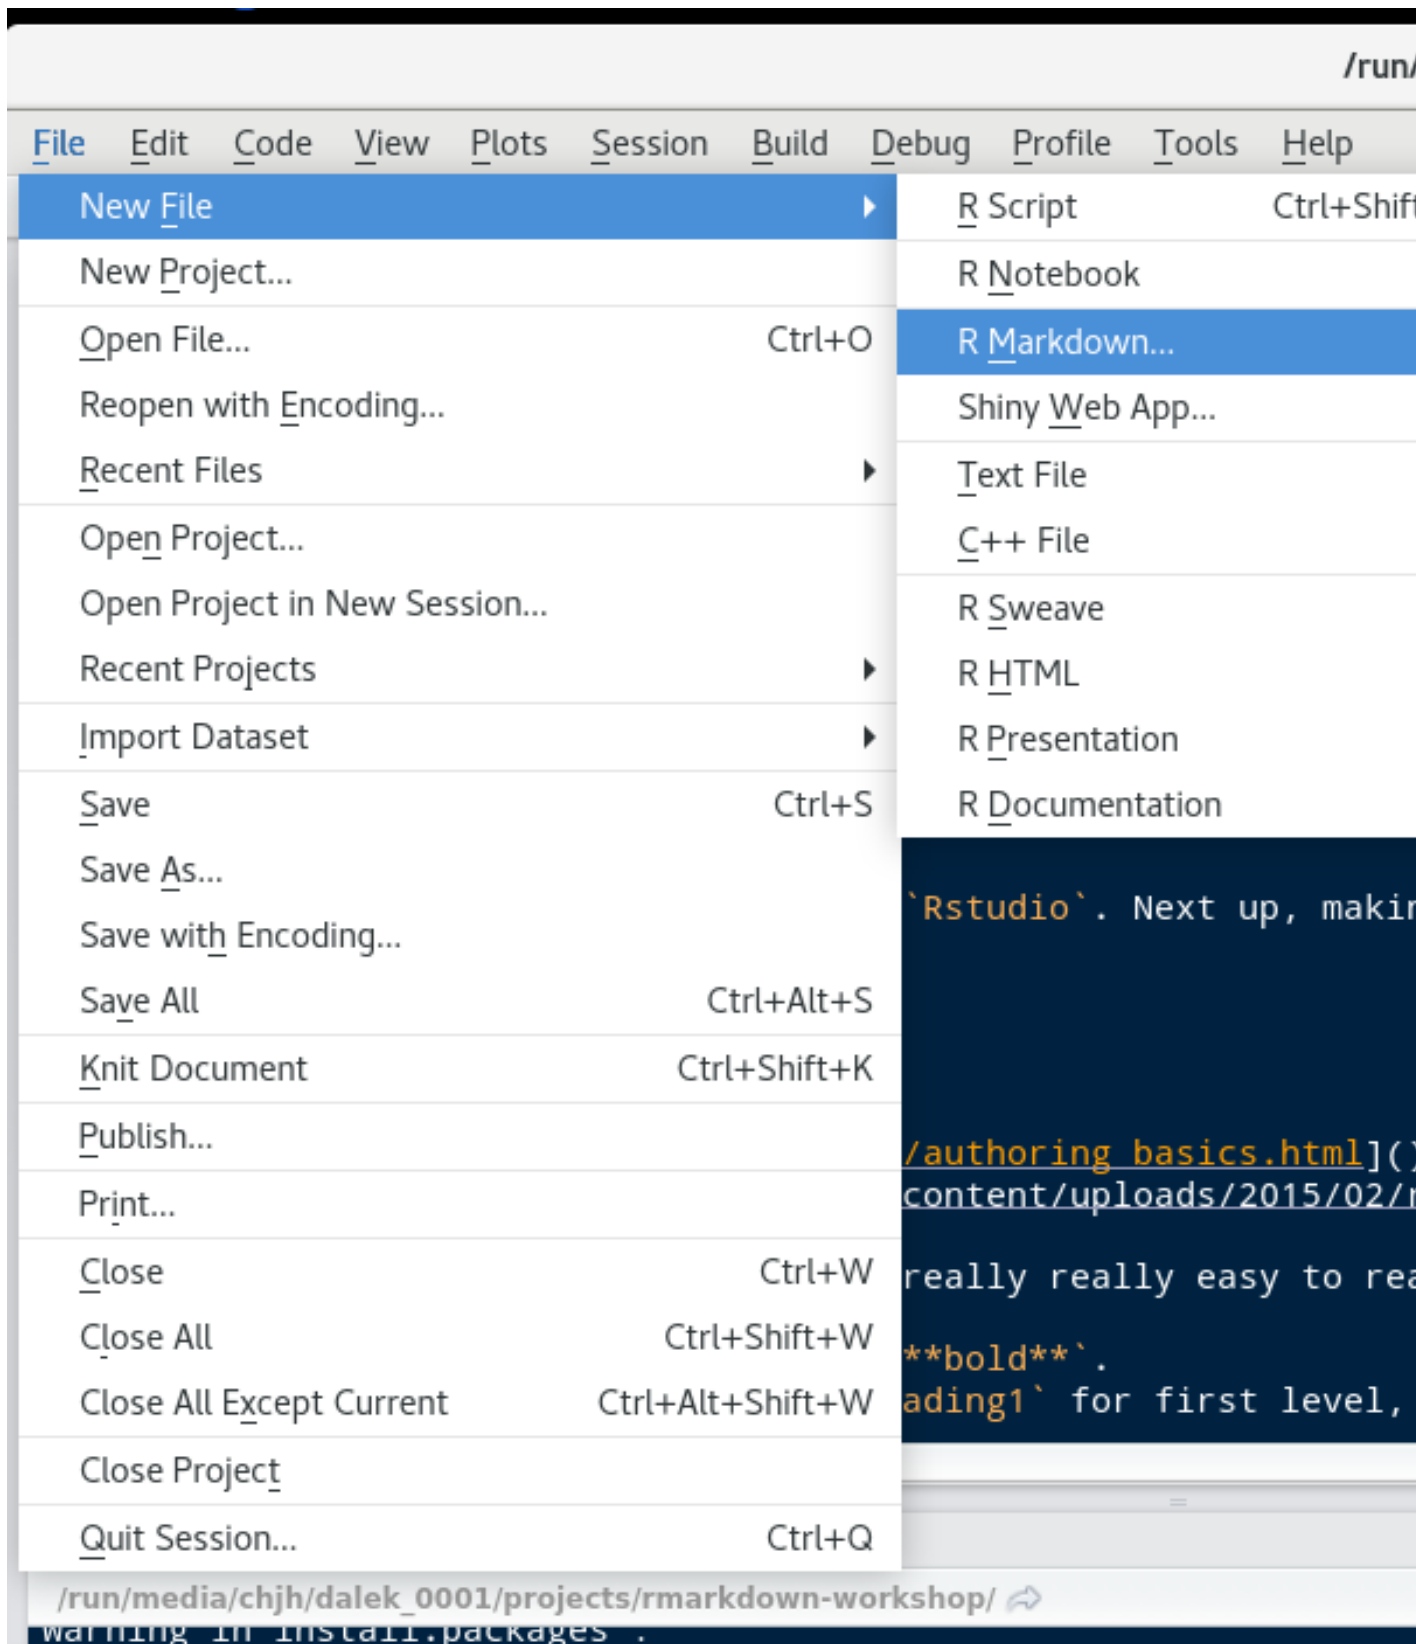 /run/
File Edit Code View Plots Session Build Debug Profile Tools Help
New File
New Project...
Open File... Ctrl+O
Reopen with Encoding...
Recent Files
Open Project...
Open Project in New Session...
Recent Projects
Import Dataset
Save Ctrl+S
Save As...
Save with Encoding...
Save All Ctrl+Alt+S
Knit Document Ctrl+Shift+K
Publish...
Print...
Close Ctrl+W
Close All Ctrl+Shift+W
Close All Except Current Ctrl+Alt+Shift+W
Close Project
Quit Session... Ctrl+Q
R Script Ctrl+Shift
R Notebook
R Markdown...
Shiny Web App...
Text File
C++ File
R Sweave
R HTML
R Presentation
R Documentation
`Rstudio`. Next up, makin
/authoring_basics.html]()
content/uploads/2015/02/
really really easy to rea
**bold**`.
ading1` for first level,
/run/media/chjh/dalek_0001/projects/rmarkdown-workshop/
warning in install.packages :